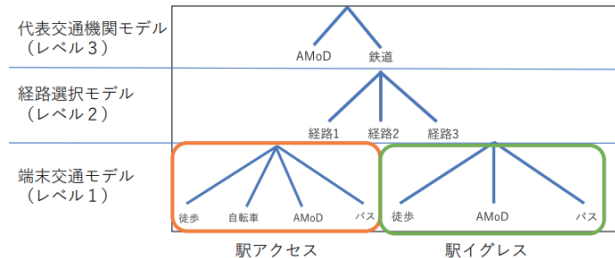 代表交通機関モデル
（レベル３）
AMoD
鉄道
経路選択モデル
（レベル２）
経路1
経路2
経路3
端末交通モデル
（レベル１）
徒歩
自転車
AMoD
バス
徒歩
AMoD
バス
駅アクセス
駅イグレス